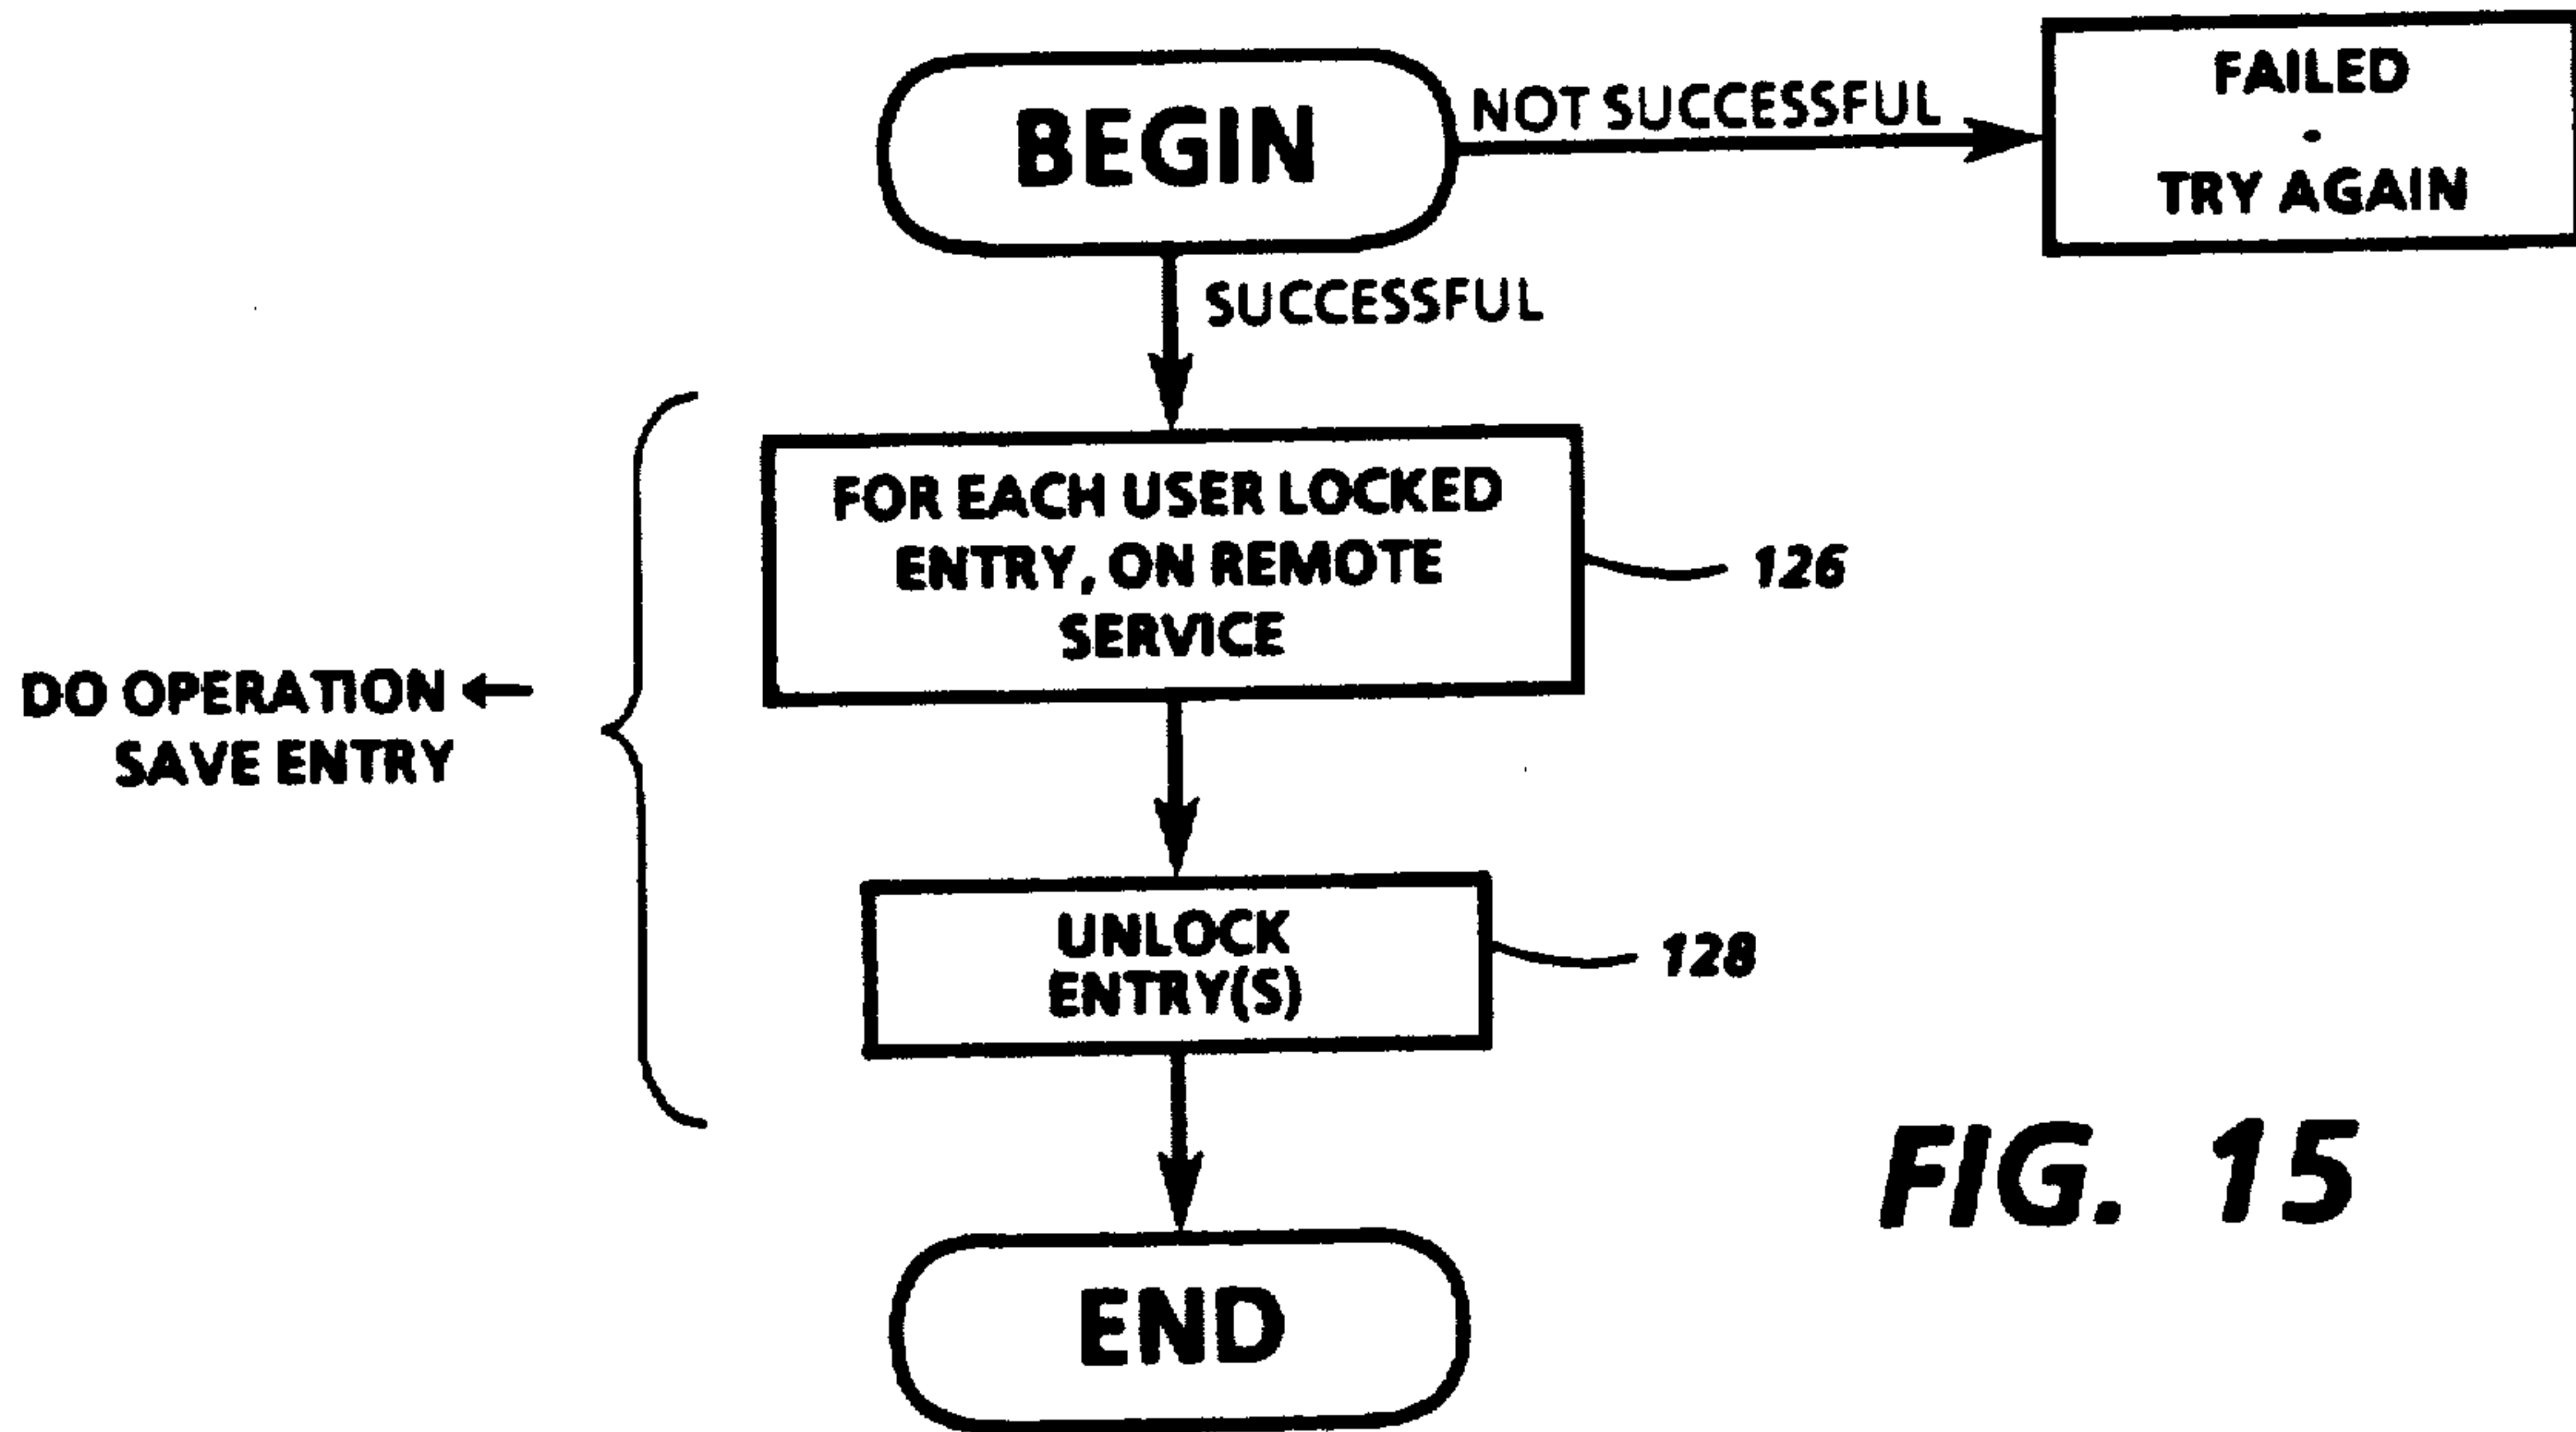 BEGIN
NOT SUCCESSFUL
FAILED
-
TRY AGAIN
SUCCESSFUL
FOR EACH USER LOCKED
ENTRY, ON REMOTE
SERVICE
126
DO OPERATION ←
SAVE ENTRY
UNLOCK
ENTRY(S)
128
END
FIG. 15